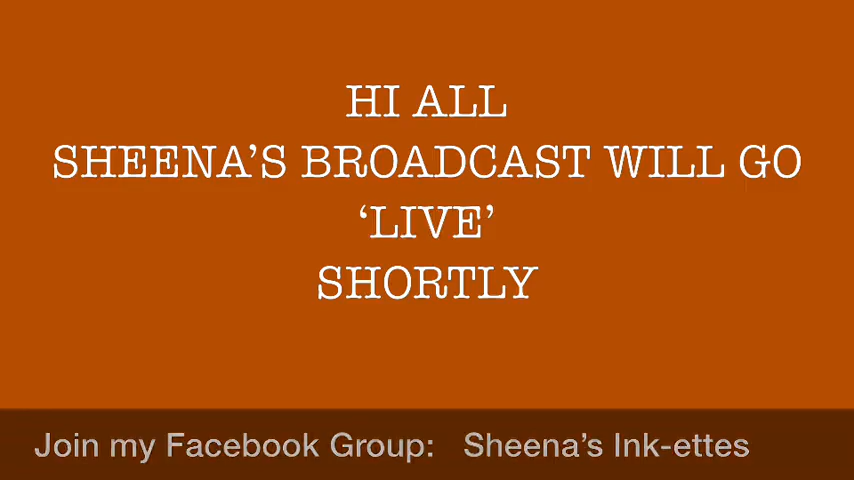 HI ALL
SHEENA’S BROADCAST WILL GO
‘LIVE’
SHORTLY
Join my Facebook Group: Sheena’s Ink-ettes